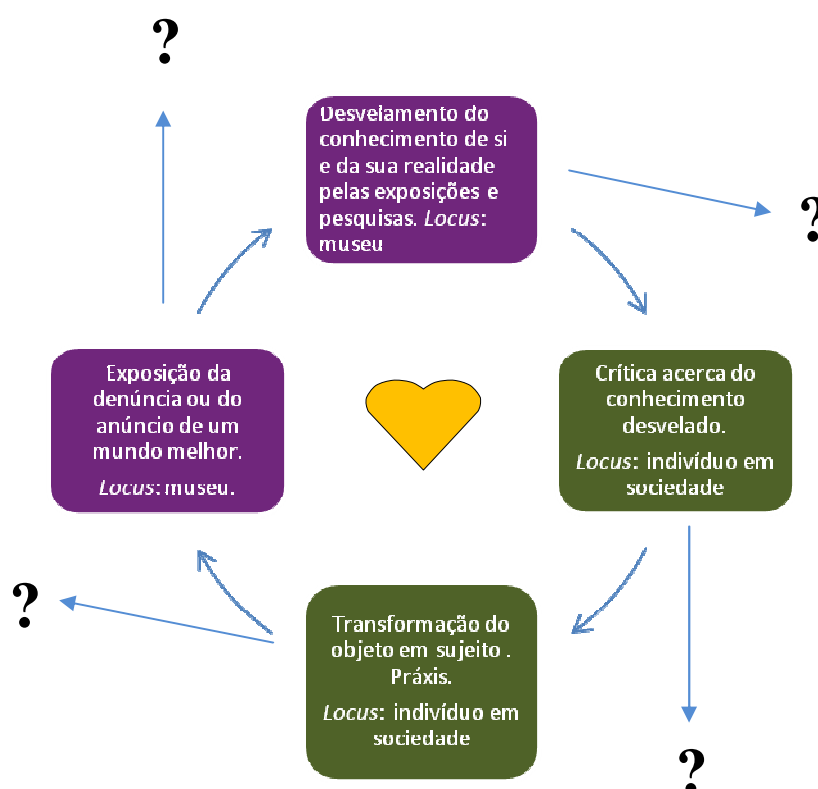 ?
Desvelamento do
conhecimento de si
e da sua realidade
pelas exposições e
pesquisas. Locus:
museu
?
Exposição da
denúncia ou do
anúncio de um
mundo melhor.
Locus: museu.
Crítica acerca do
conhecimento
desvelado.
Locus: indivíduo em
sociedade
?
Transformação do
objeto em sujeito .
Práxis.
Locus: indivíduo em
sociedade
?